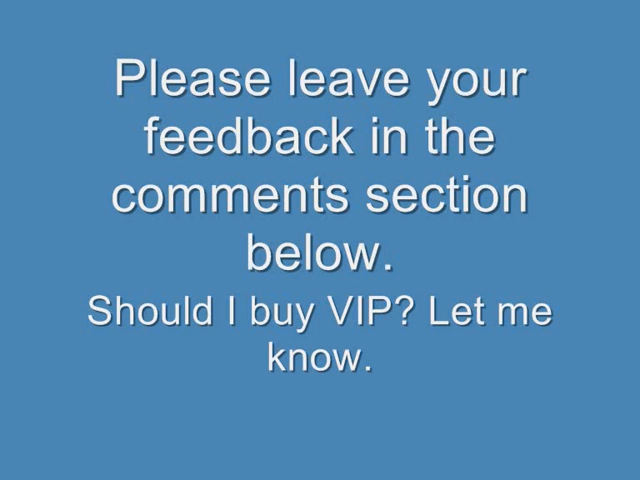 Please leave your
feedback in the
comments section
below.
Should I buy VIP? Let me
know.